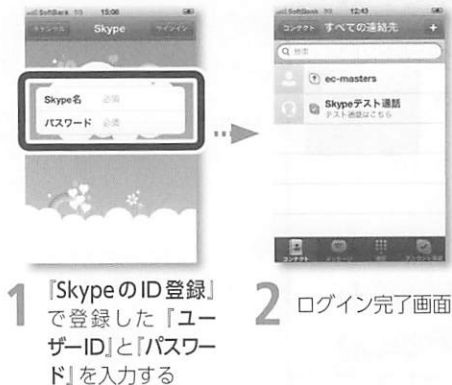 SoftBank 3G 15:08
キャンセル Skype サインイン
Skype名 必須
パスワード 必須
SoftBank 3G 12:43
コンタクト すべての連絡先 +
検索
ec-masters
Skypeテスト通話
テスト通話はこちら
コンタクト
1 『SkypeのID登録』
で登録した『ユー
ザーID』と『パスワー
ド』を入力する
2 ログイン完了画面